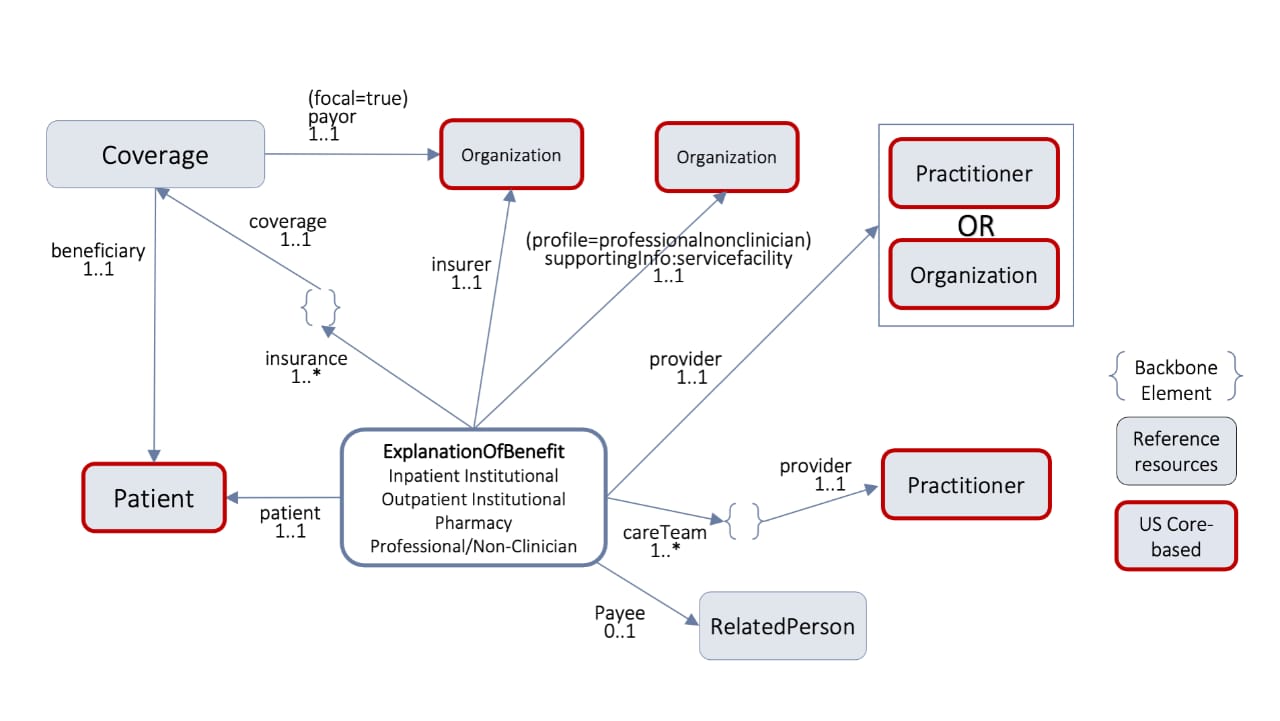 (focal=true)
payor
1..1
Coverage
Organization
Organization
Practitioner
OR
Organization
coverage
1..1
beneficiary
1..1
insurer
1..1
(profile=professionalnonclinician)
supportingInfo:servicefacility
1..1
{ }
insurance
1..*
provider
1..1
{ Backbone }
Element
Reference
resources
US Core-
based
ExplanationOfBenefit
Inpatient Institutional
Outpatient Institutional
Pharmacy
Professional/Non-Clinician
Patient
patient
1..1
provider
1..1
Practitioner
{ }
careTeam
1..*
Payee
0..1
RelatedPerson